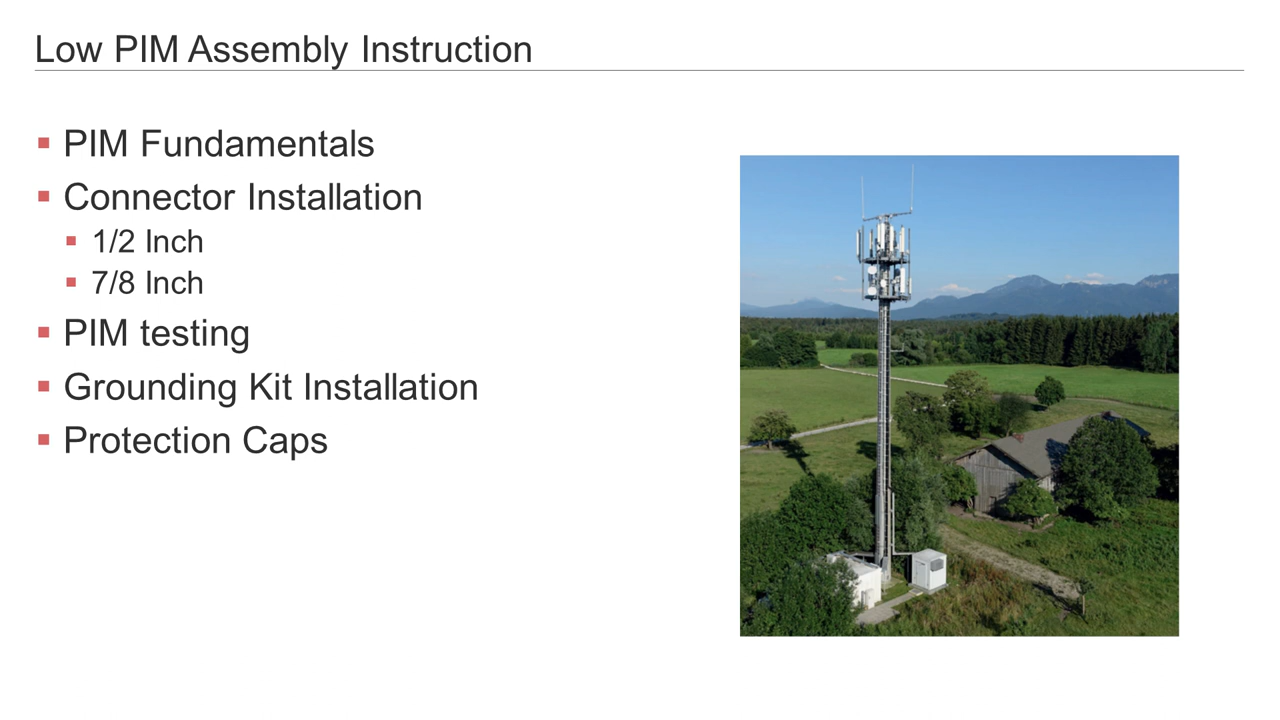 Low PIM Assembly Instruction
PIM Fundamentals
Connector Installation
1/2 Inch
7/8 Inch
PIM testing
Grounding Kit Installation
Protection Caps